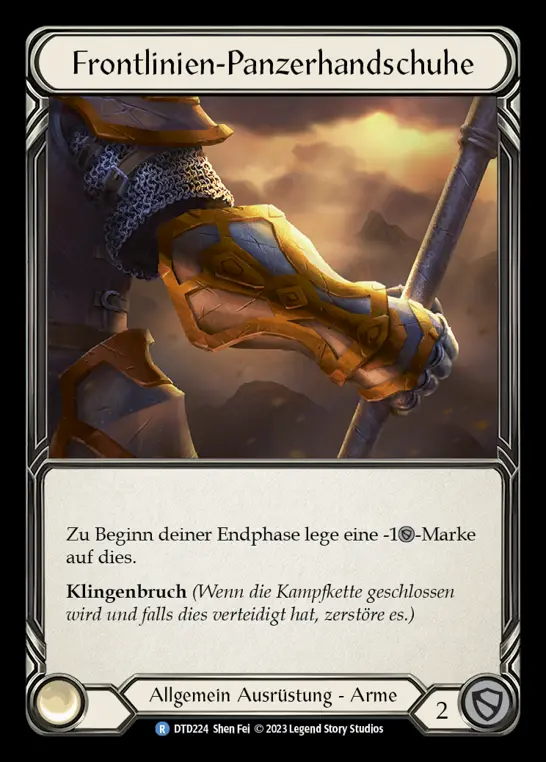 Frontlinien-Panzerhandschuhe
Zu Beginn deiner Endphase lege eine -1-Marke
auf dies.
Klingenbruch (Wenn die Kampfkette geschlossen
wird und falls dies verteidigt hat, zerstöre es.)
Allgemein Ausrüstung - Arme
2
R DTD224 Shen Fei © 2023 Legend Story Studios